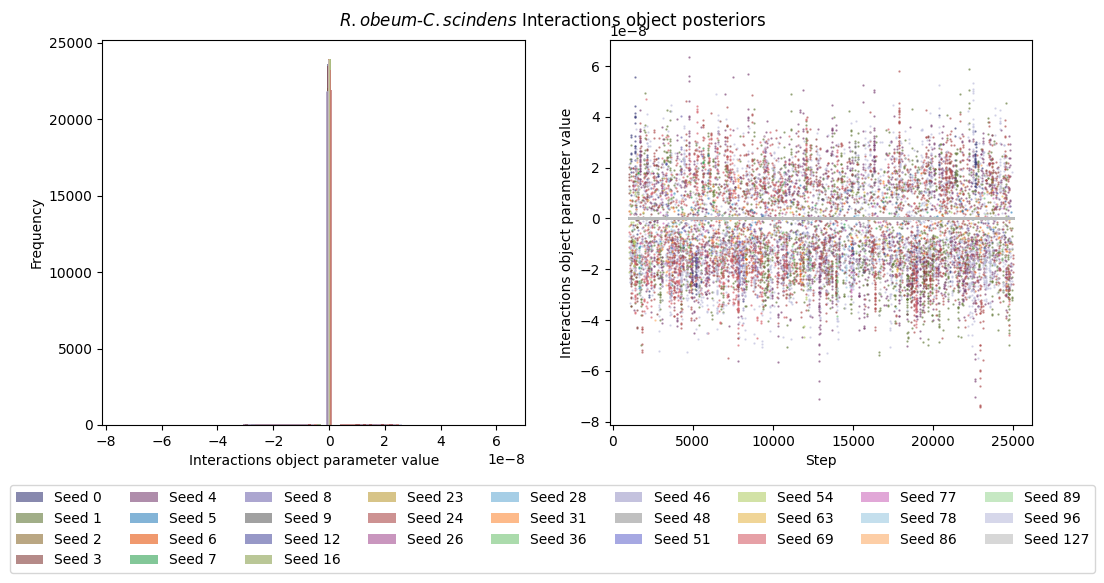 R. obeum-C. scindens Interactions object posteriors
25000
20000
15000
10000
5000
0
Frequency
−8
−6
−4
−2
0
2
4
6
1e−8
Interactions object parameter value
1e−8
6
4
2
0
−2
−4
−6
−8
Interactions object parameter value
0
5000
10000
15000
20000
25000
Step
Seed 0
Seed 1
Seed 2
Seed 3
Seed 4
Seed 5
Seed 6
Seed 7
Seed 8
Seed 9
Seed 12
Seed 16
Seed 23
Seed 24
Seed 26
Seed 28
Seed 31
Seed 36
Seed 46
Seed 48
Seed 51
Seed 54
Seed 63
Seed 69
Seed 77
Seed 78
Seed 86
Seed 89
Seed 96
Seed 127